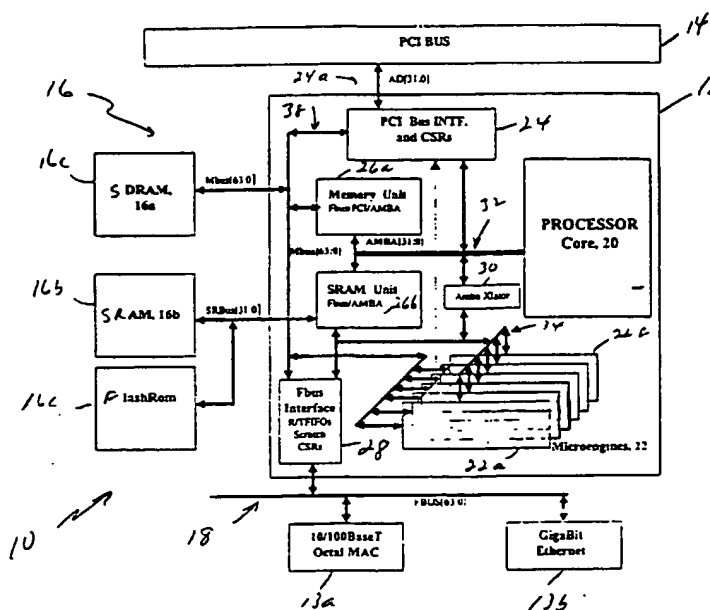 PCI BUS
14
24a
AD[31:0]
16
38
PCI Bus INTF.
and CSRs
24
16c
SDRAM,
16a
Mbus[63:0]
26a
Memory Unit
Fbus/PCI/AMBA
PROCESSOR
Core, 20
Mbus[63:0]
AMBA[31:0]
32
30
16b
SRAM, 16b
SRBus[31:0]
SRAM Unit
Fbus/AMBA
26b
Amba Xlator
34
16c
FlashRom
Fbus
Interface
R/TFIFOs
CSRs
28
22a
Microengines, 22
FBUS[63:0]
10
18
10/100BaseT
Octal MAC
GigaBit
Ethernet
13a
13b